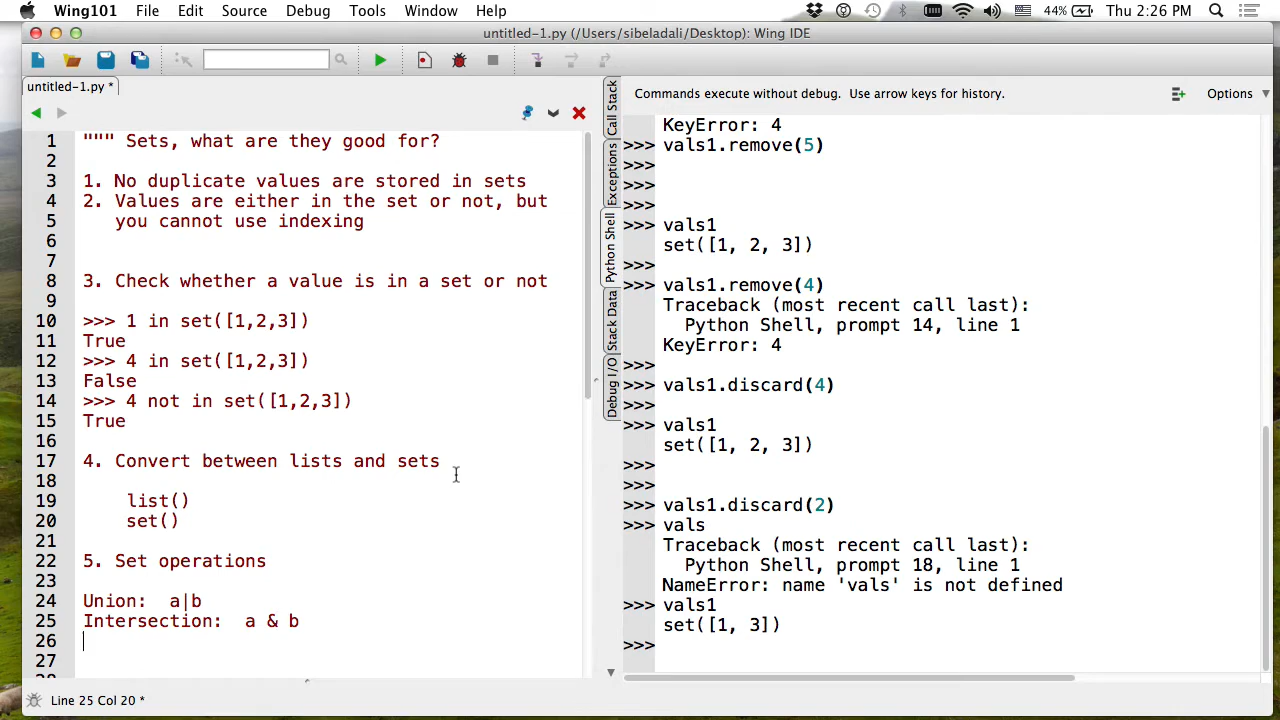 Wing101 File Edit Source Debug Tools Window Help 44% Thu 2:26 PM
untitled-1.py (/Users/sibeladali/Desktop): Wing IDE
untitled-1.py *
1 """ Sets, what are they good for?
2
3 1. No duplicate values are stored in sets
4 2. Values are either in the set or not, but
5 you cannot use indexing
6
7
8 3. Check whether a value is in a set or not
9
10 >>> 1 in set([1,2,3])
11 True
12 >>> 4 in set([1,2,3])
13 False
14 >>> 4 not in set([1,2,3])
15 True
16
17 4. Convert between lists and sets
18
19 list()
20 set()
21
22 5. Set operations
23
24 Union: a|b
25 Intersection: a & b
26
27
Line 25 Col 20 *
Call Stack
Exceptions
Python Shell
Stack Data
Debug I/O
Commands execute without debug. Use arrow keys for history. Options
KeyError: 4
>>> vals1.remove(5)
>>>
>>>
>>>
>>> vals1
set([1, 2, 3])
>>>
>>> vals1.remove(4)
Traceback (most recent call last):
Python Shell, prompt 14, line 1
KeyError: 4
>>>
>>> vals1.discard(4)
>>>
>>> vals1
set([1, 2, 3])
>>>
>>>
>>> vals1.discard(2)
>>> vals
Traceback (most recent call last):
Python Shell, prompt 18, line 1
NameError: name 'vals' is not defined
>>> vals1
set([1, 3])
>>>